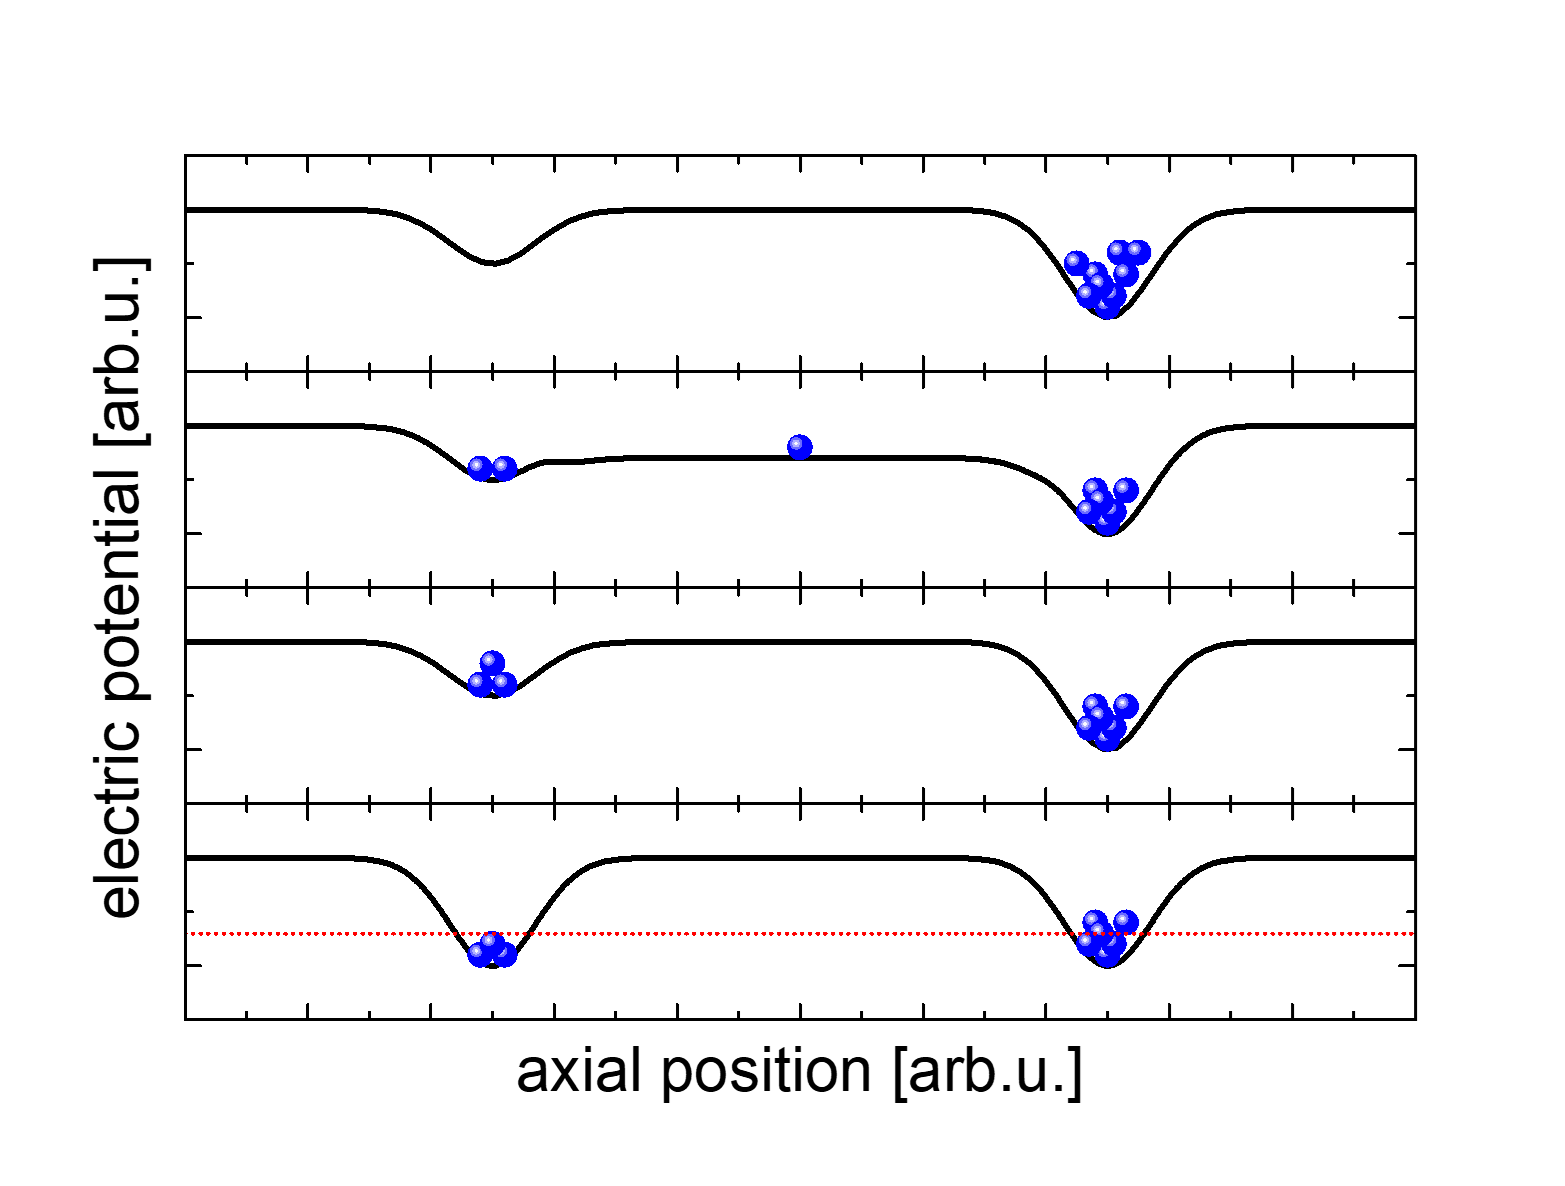 electric potential [arb.u.]
axial position [arb.u.]